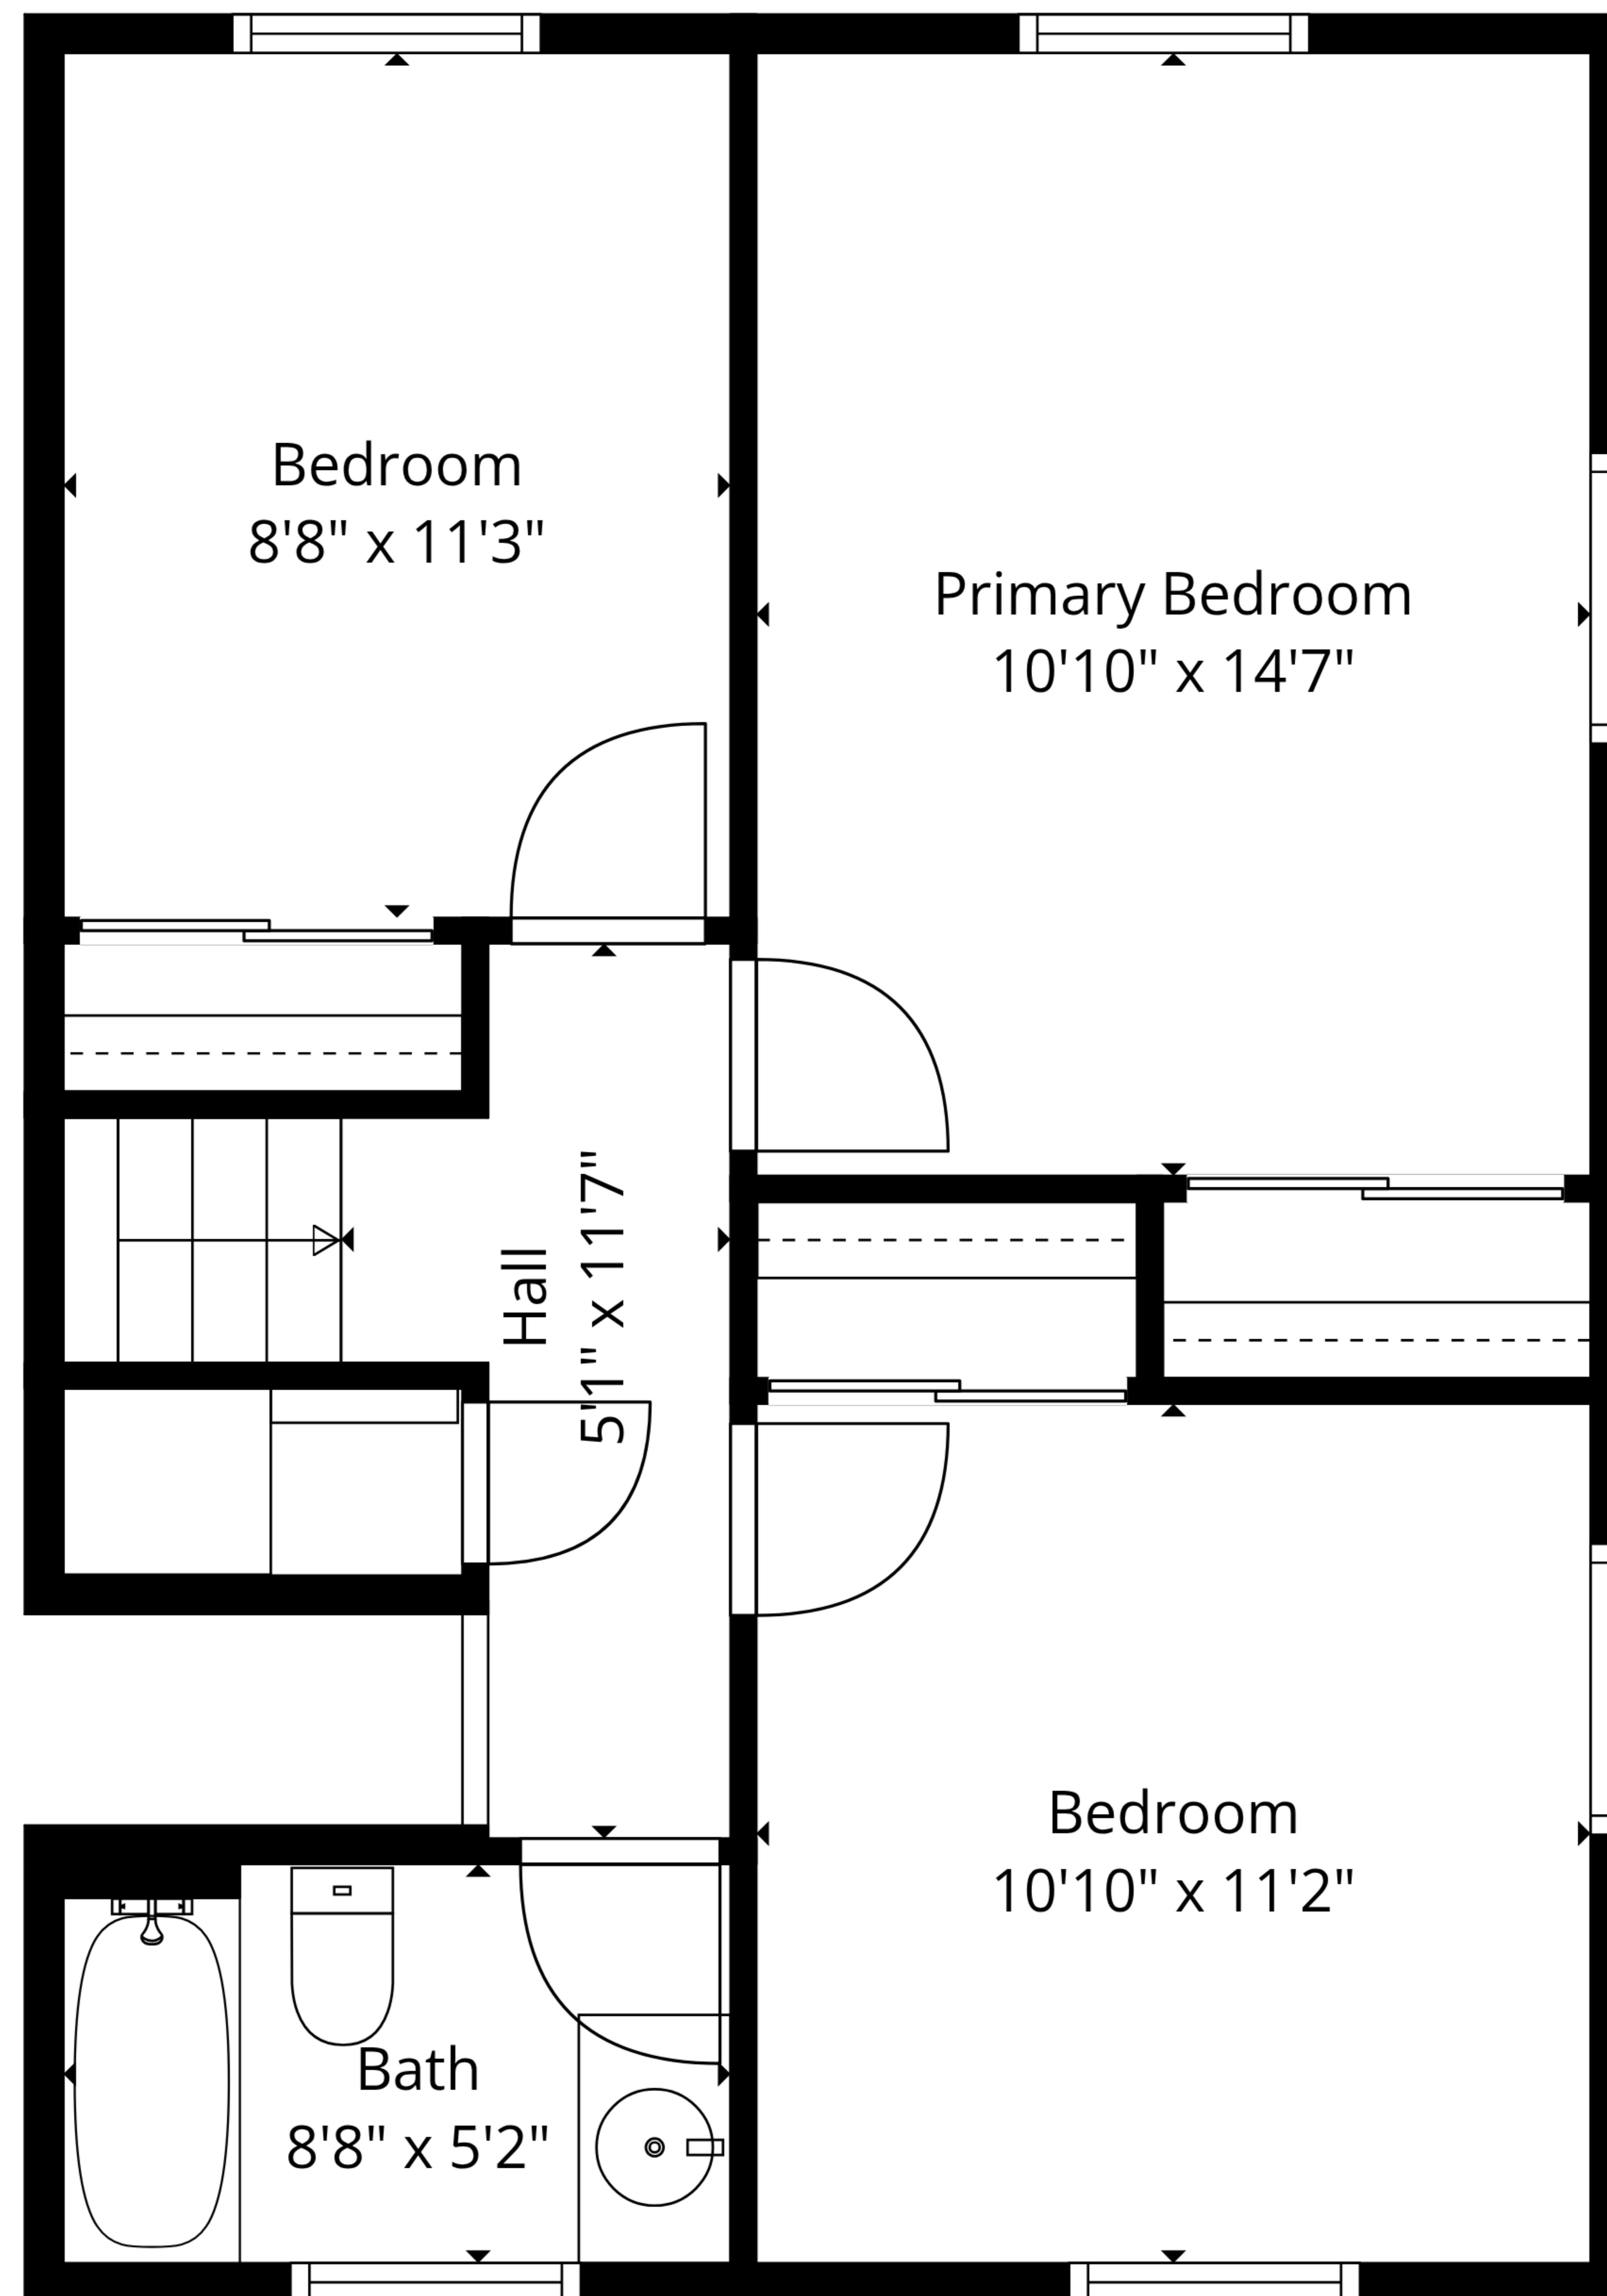 Bedroom
8'8" x 11'3"
Primary Bedroom
10'10" x 14'7"
Hall
5'1" x 11'7"
Bedroom
10'10" x 11'2"
Bath
8'8" x 5'2"